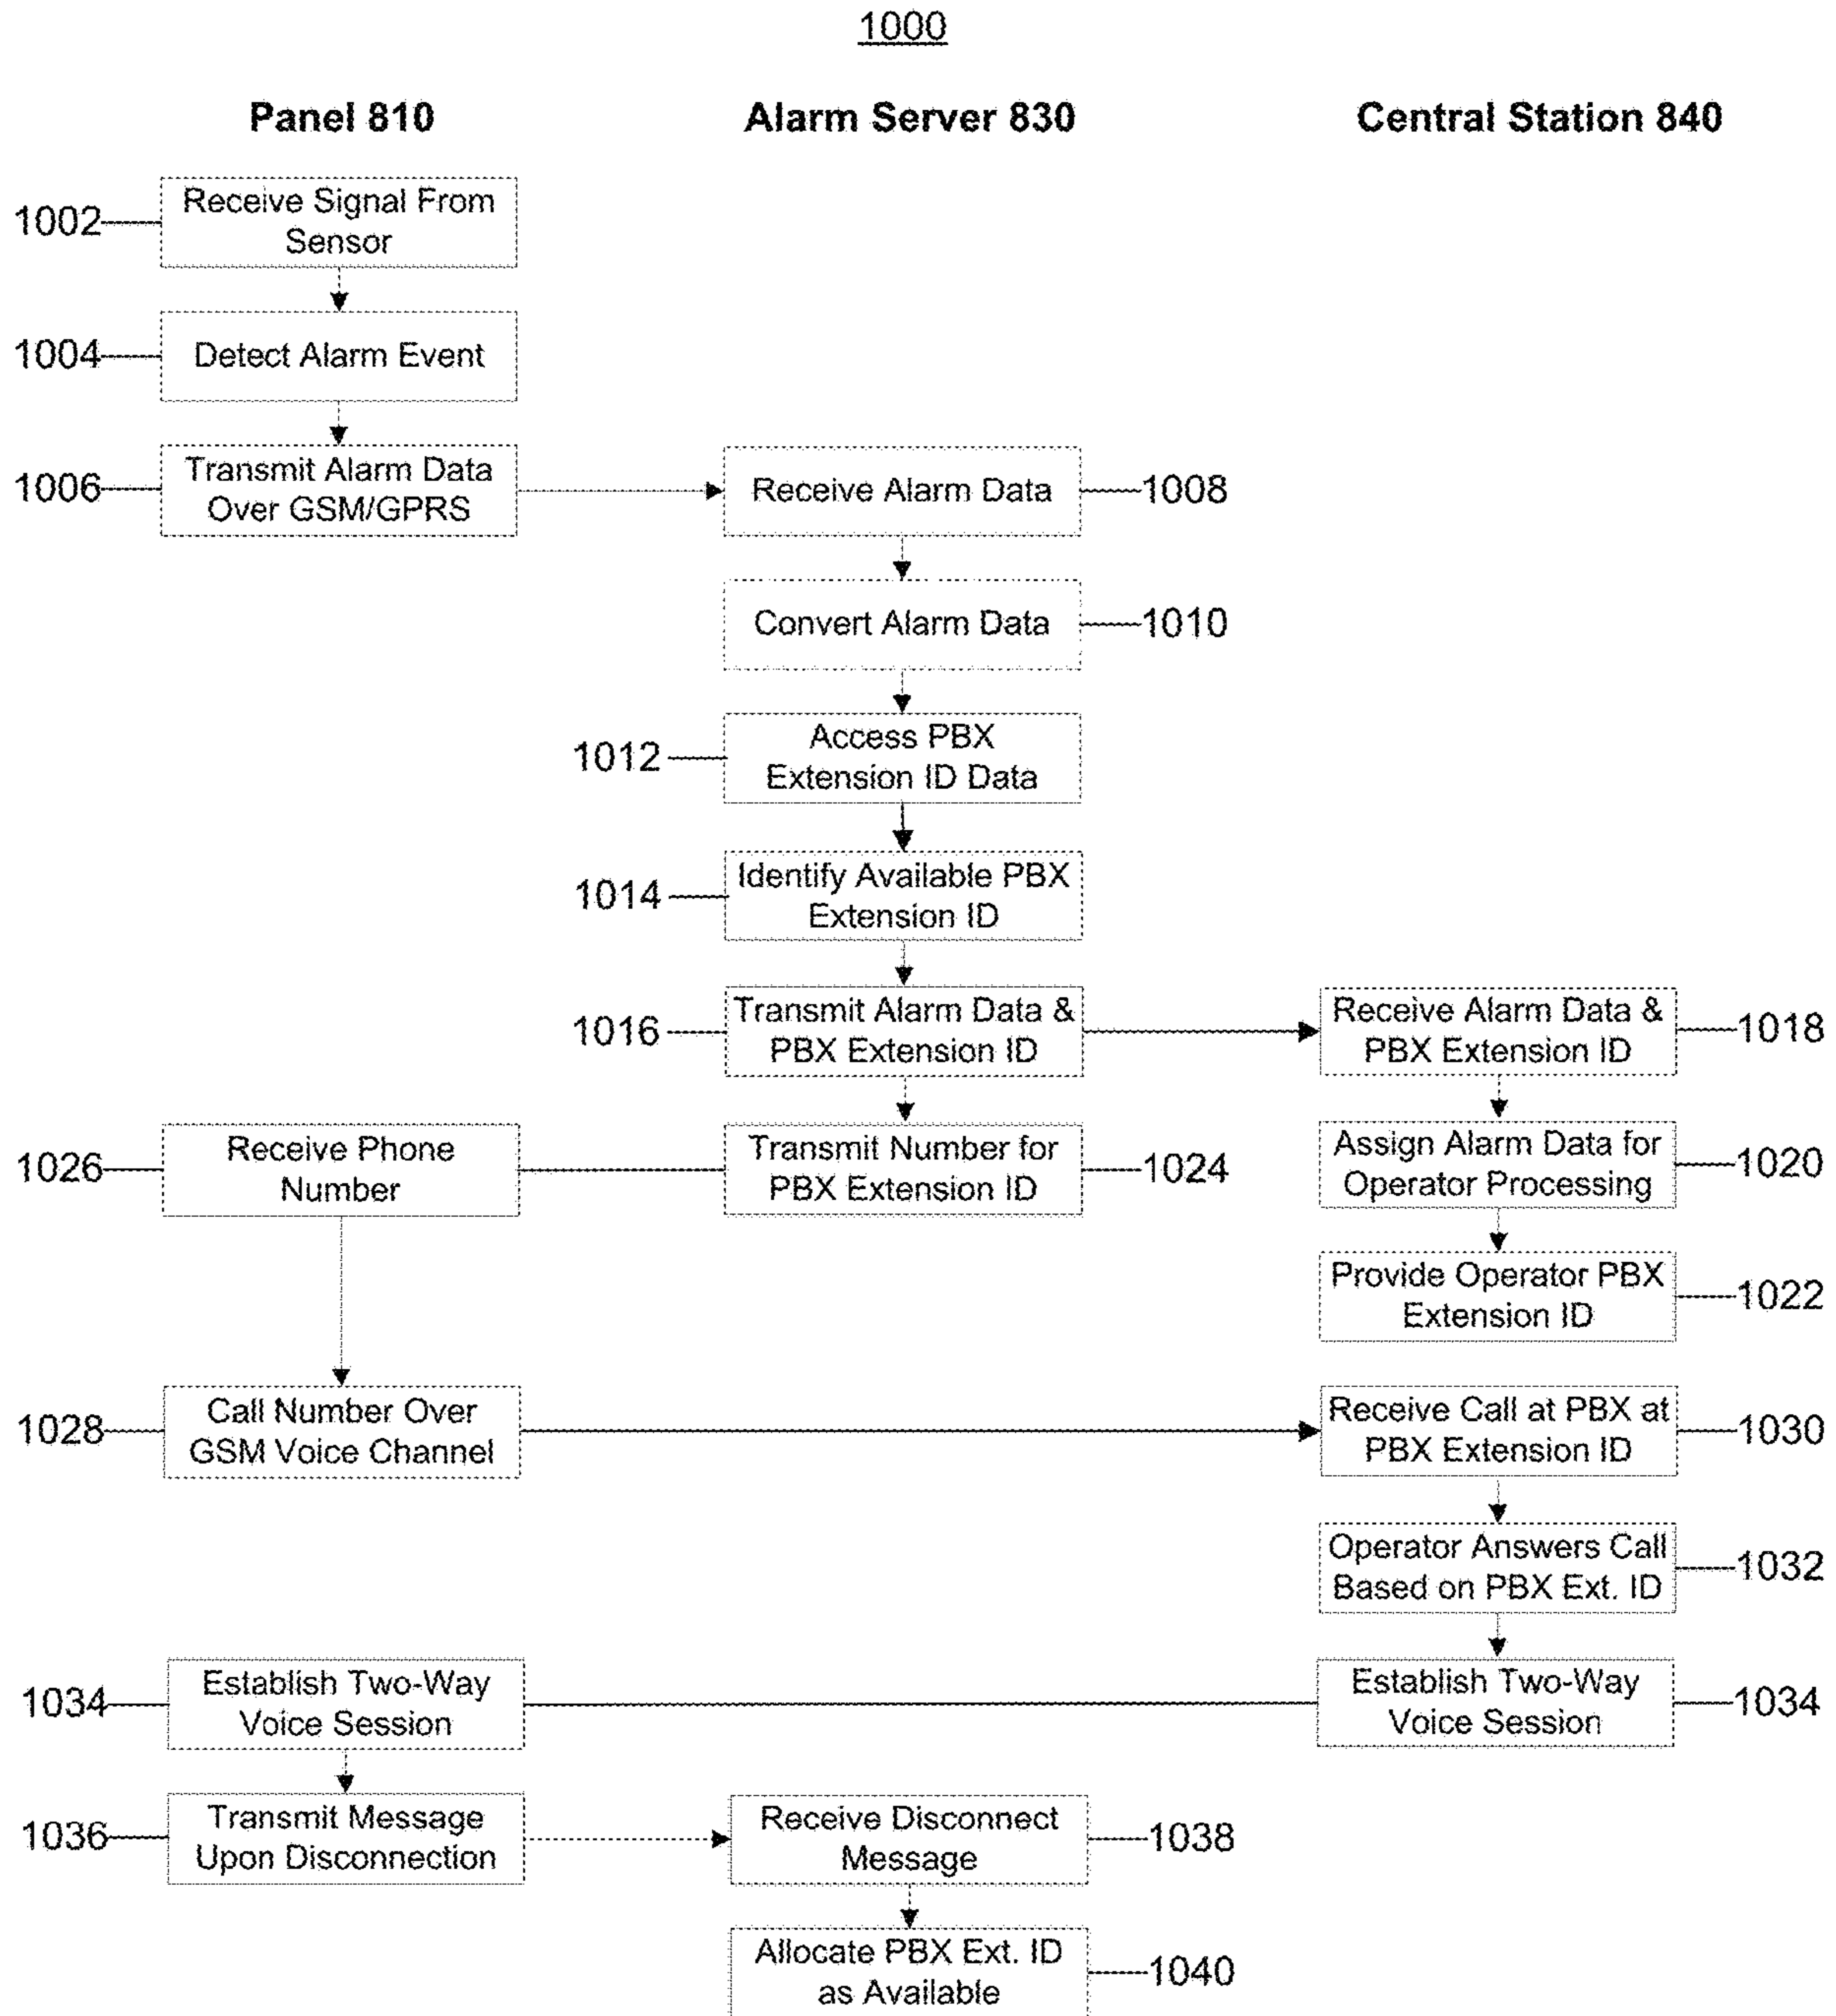 1000
Panel 810
Alarm Server 830
Central Station 840
1002
Receive Signal From
Sensor
1004
Detect Alarm Event
1006
Transmit Alarm Data
Over GSM/GPRS
Receive Alarm Data
1008
Convert Alarm Data
1010
1012
Access PBX
Extension ID Data
1014
Identify Available PBX
Extension ID
1016
Transmit Alarm Data &
PBX Extension ID
Receive Alarm Data &
PBX Extension ID
1018
Assign Alarm Data for
Operator Processing
1020
Provide Operator PBX
Extension ID
1022
Transmit Number for
PBX Extension ID
1024
1026
Receive Phone
Number
1028
Call Number Over
GSM Voice Channel
Receive Call at PBX at
PBX Extension ID
1030
Operator Answers Call
Based on PBX Ext. ID
1032
1034
Establish Two-Way
Voice Session
Establish Two-Way
Voice Session
1034
1036
Transmit Message
Upon Disconnection
Receive Disconnect
Message
1038
Allocate PBX Ext. ID
as Available
1040